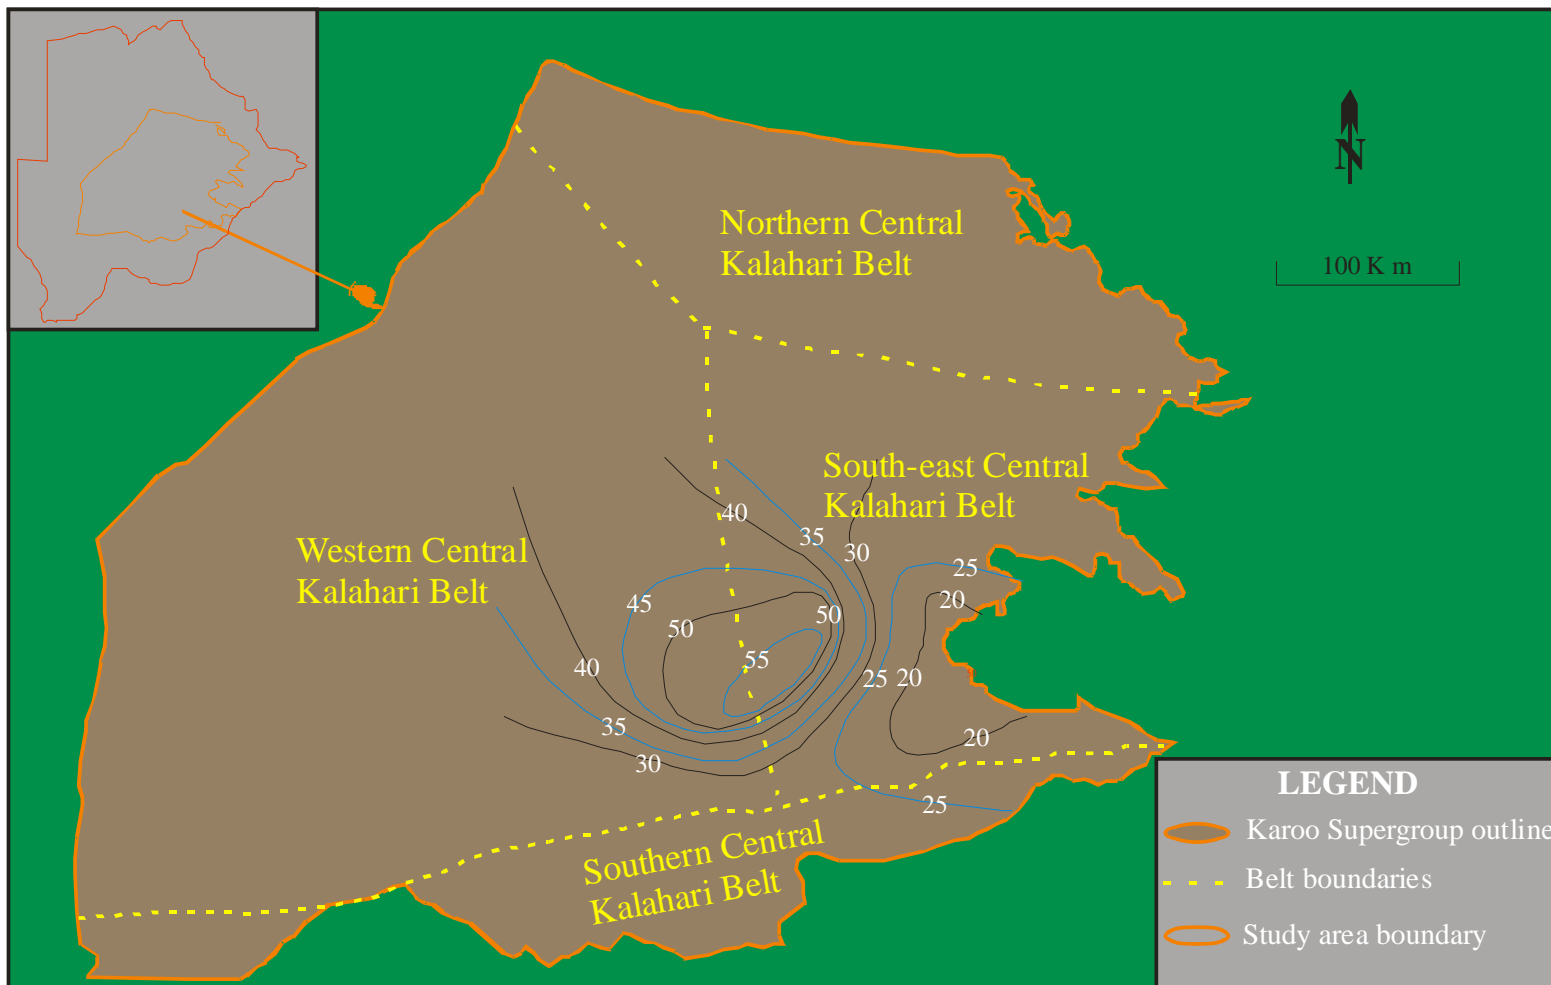 N
100 K m
Northern Central
Kalahari Belt
South-east Central
Kalahari Belt
Western Central
Kalahari Belt
Southern Central
Kalahari Belt
40
35
30
25
20
45
50
50
55
40
25
20
35
30
20
25
LEGEND
Karoo Supergroup outline
Belt boundaries
Study area boundary